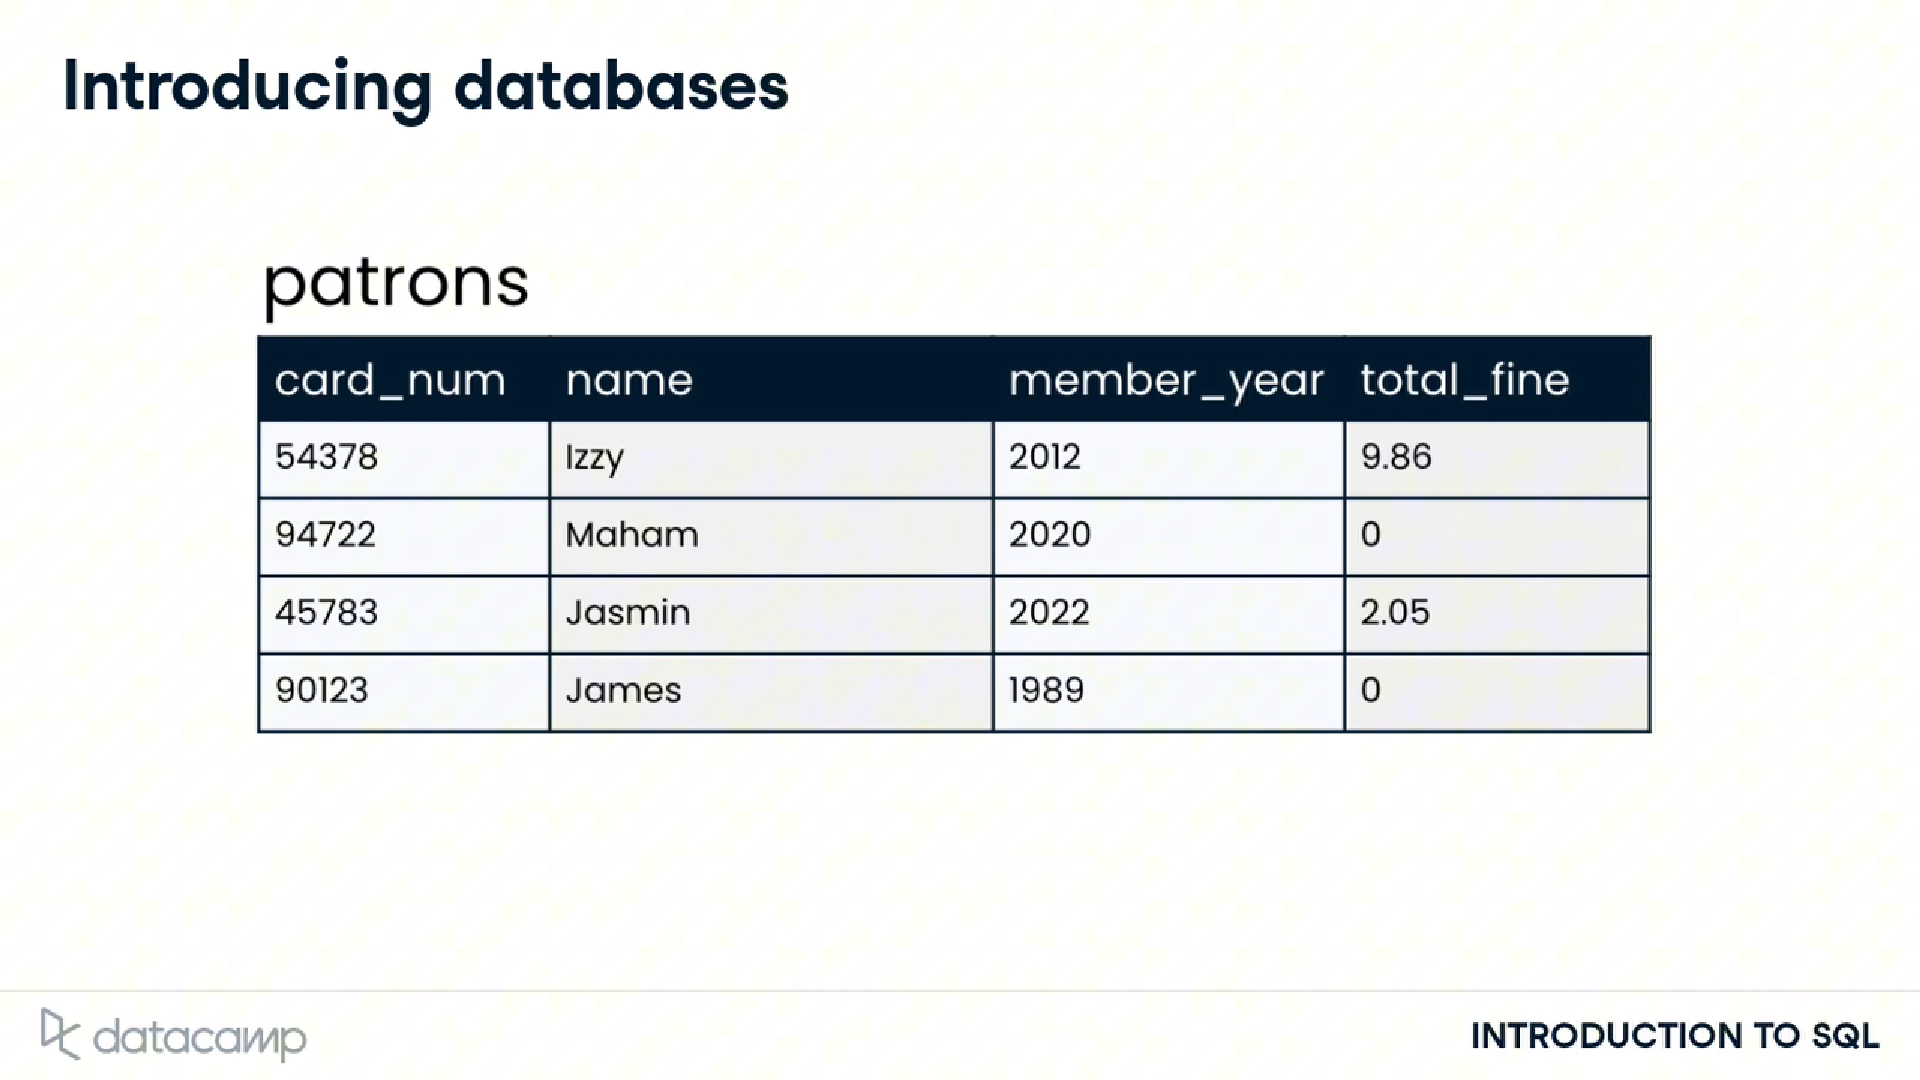 Introducing databases
patrons
card_num name member_year total_fine
54378 Izzy 2012 9.86
94722 Maham 2020 0
45783 Jasmin 2022 2.05
90123 James 1989 0
datacamp INTRODUCTION TO SQL